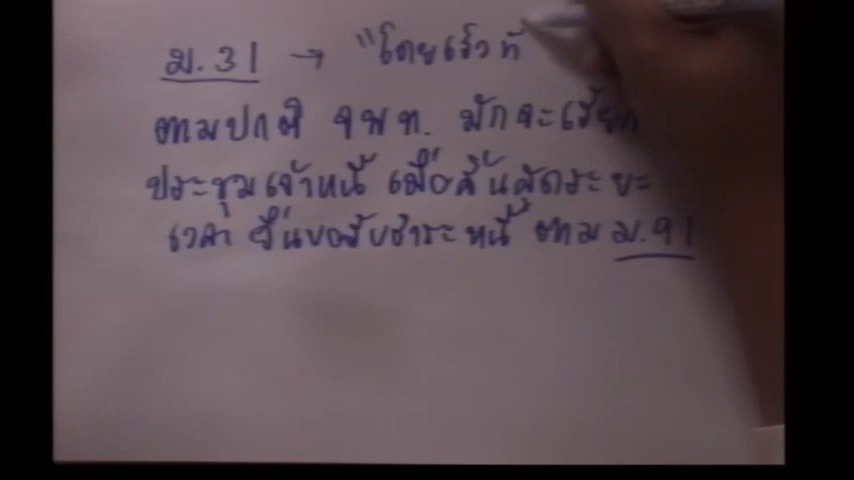 ม.31 → "โดยเร็วที่
ตามปกติ จพท. มักจะเรียก
ประชุมเจ้าหนี้ เมื่อสิ้นสุดระยะ
เวลา ยื่นขอรับชำระหนี้ ตาม ม.91